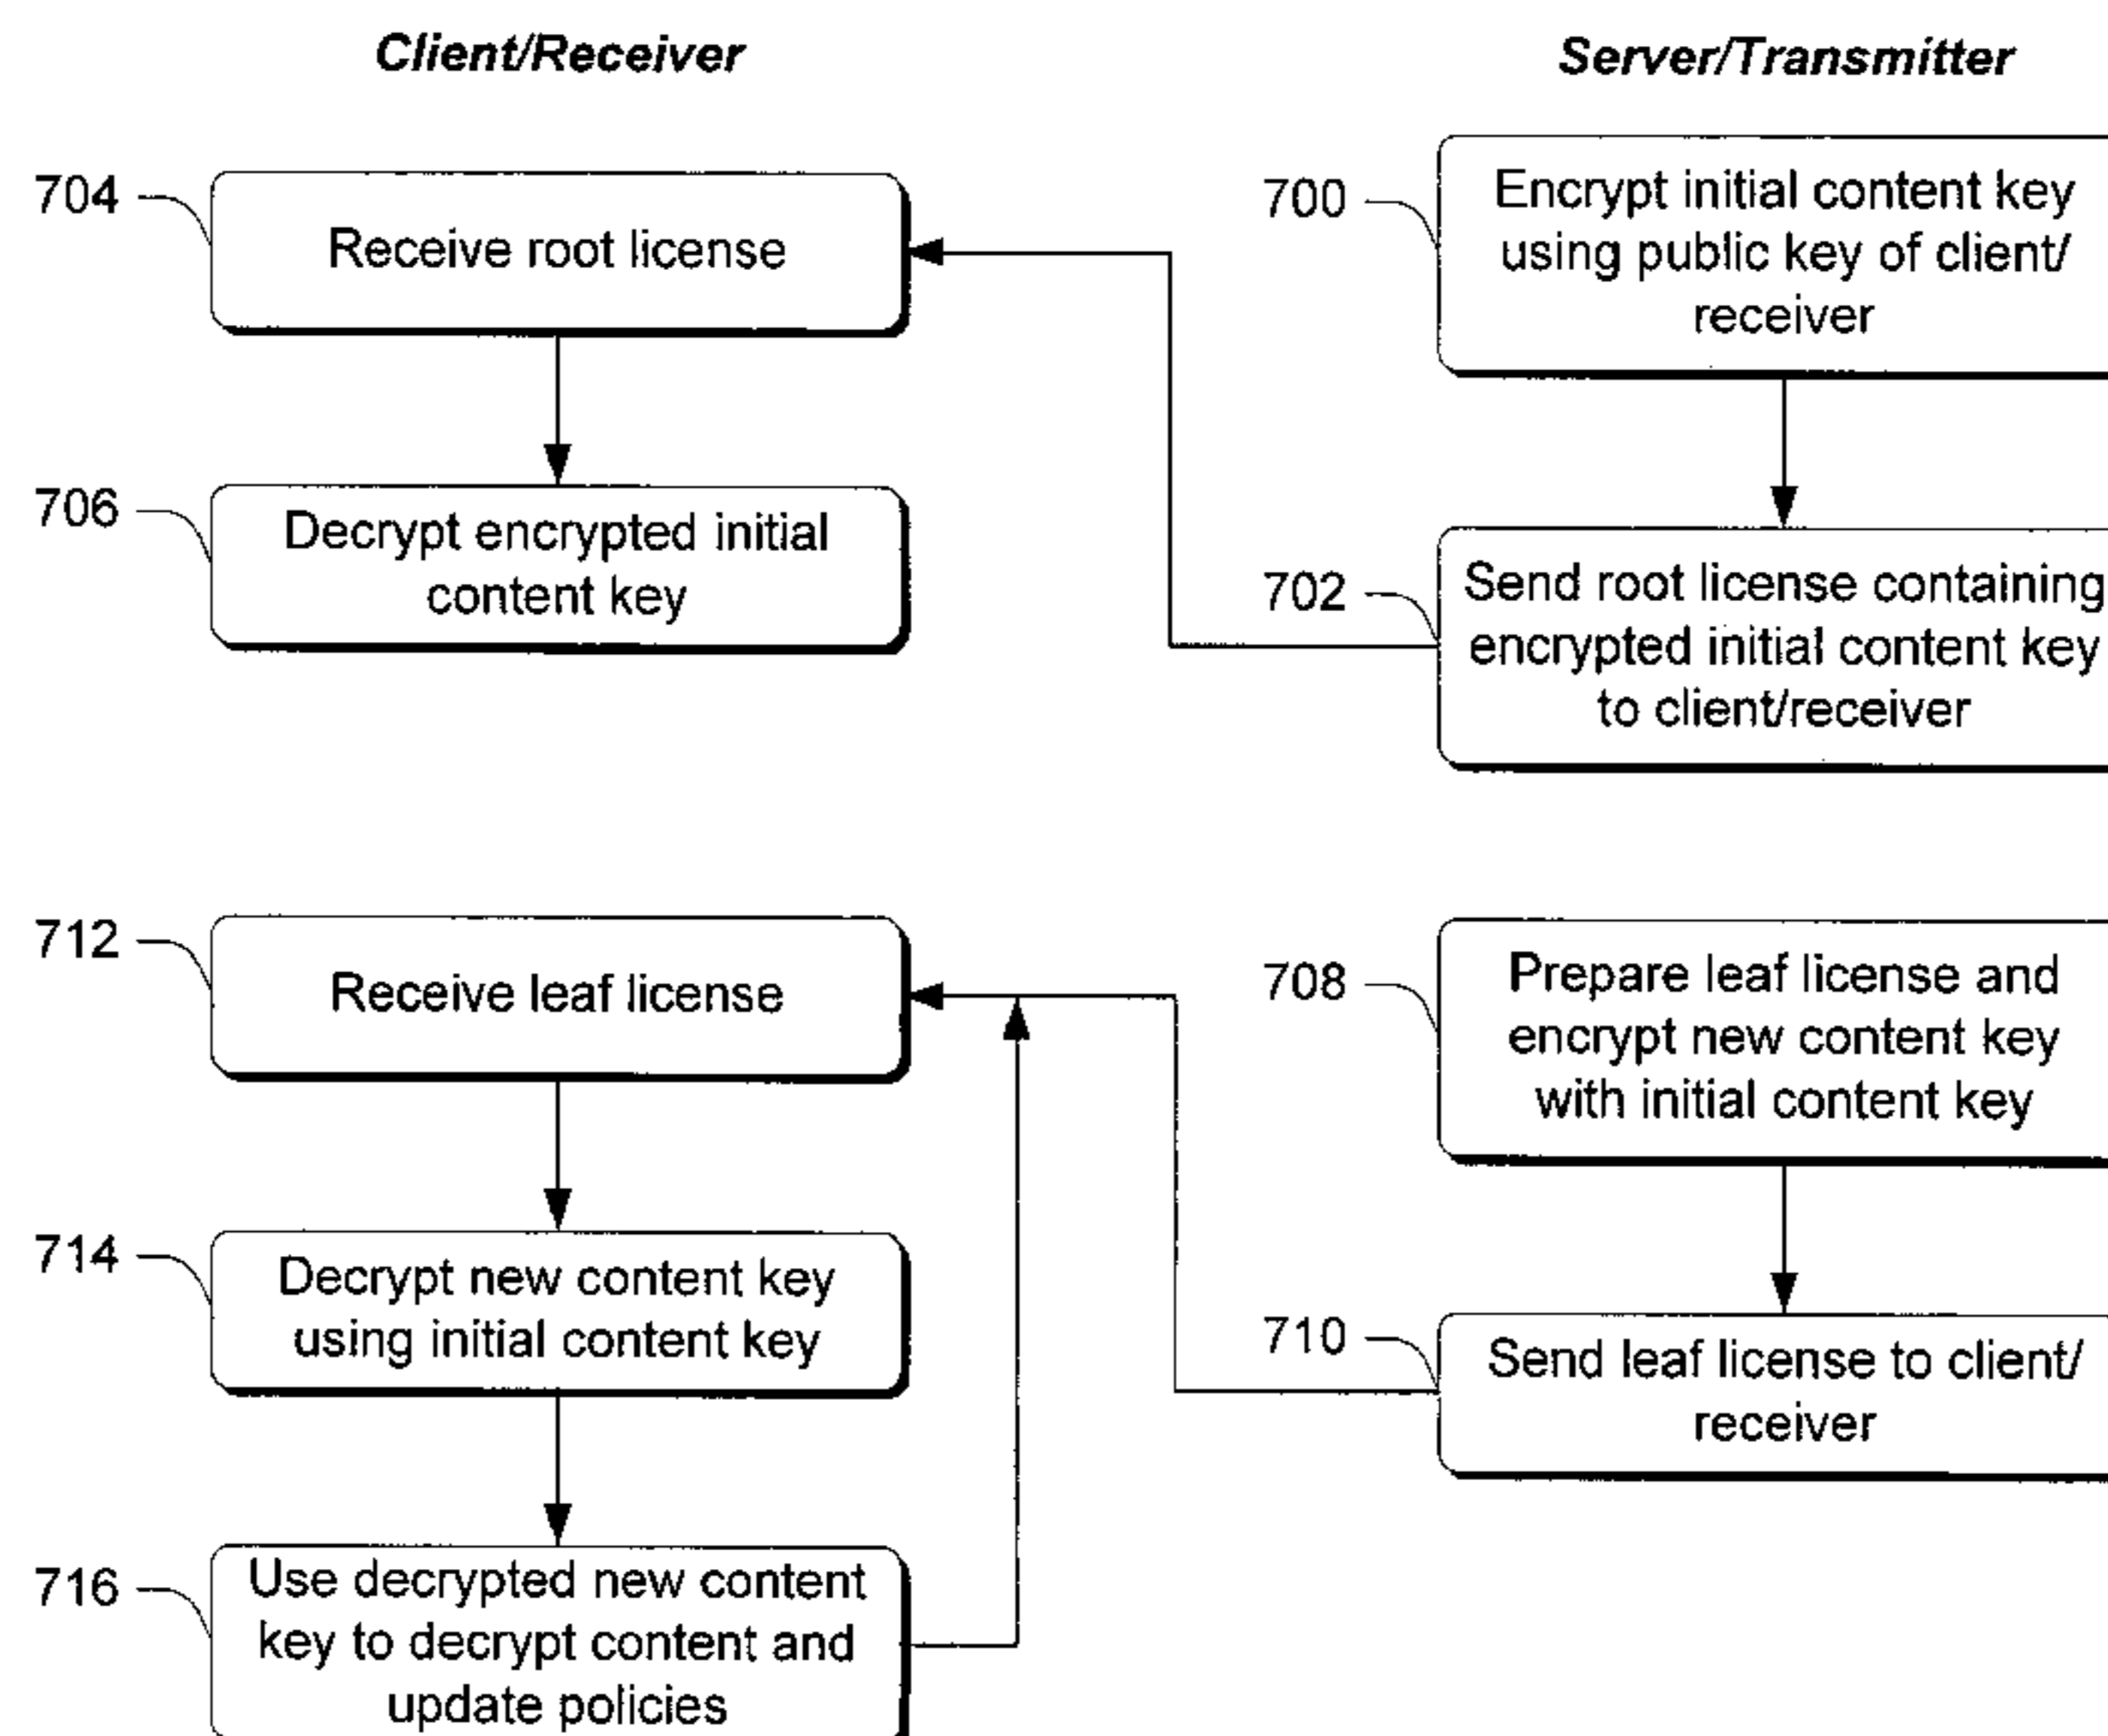 Client/Receiver
Server/Transmitter
704
Receive root license
700
Encrypt initial content key
using public key of client/
receiver
706
Decrypt encrypted initial
content key
702
Send root license containing
encrypted initial content key
to client/receiver
712
Receive leaf license
708
Prepare leaf license and
encrypt new content key
with initial content key
714
Decrypt new content key
using initial content key
710
Send leaf license to client/
receiver
716
Use decrypted new content
key to decrypt content and
update policies